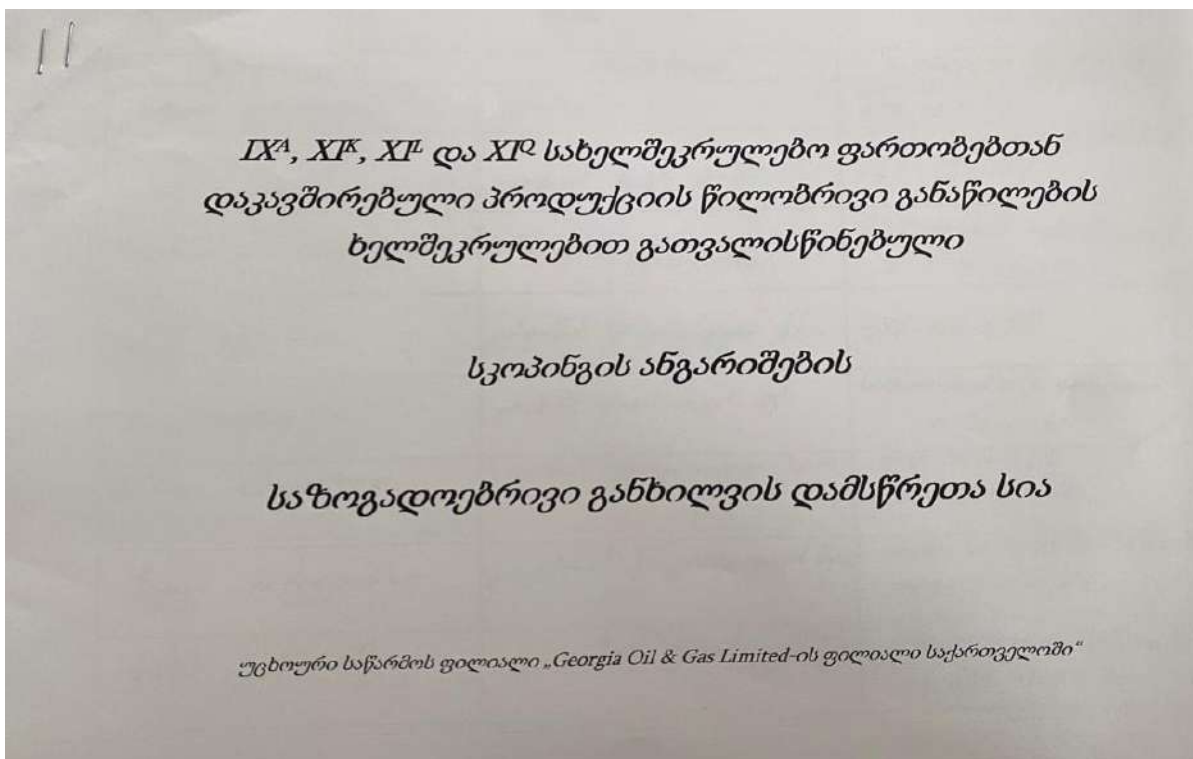 IXᴬ, XIᴷ, XIᴸ და XIQ სახელშეკრულებო ფართობებთან
დაკავშირებული პროდუქციის წილობრივი განაწილების
ხელშეკრულებით გათვალისწინებული
სკოპინგის ანგარიშების
საზოგადოებრივი განხილვის დამსწრეთა სია
უცხოური საწარმოს ფილიალი „Georgia Oil & Gas Limited-ის ფილიალი საქართველოში“